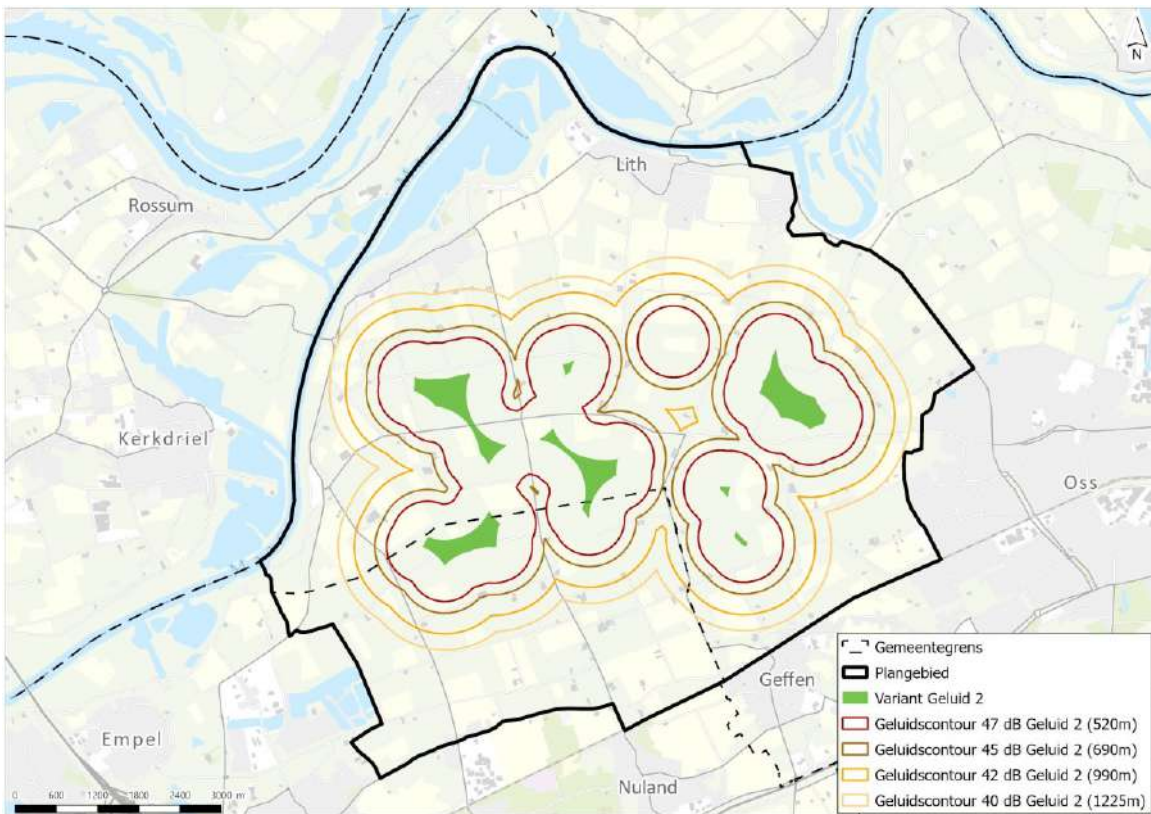 N
Lith
Rossum
Kerkdriel
Oss
Geffen
Empel
Nuland
Gemeentegrens
Plangebied
Variant Geluid 2
Geluidscontour 47 dB Geluid 2 (520m)
Geluidscontour 45 dB Geluid 2 (690m)
Geluidscontour 42 dB Geluid 2 (990m)
Geluidscontour 40 dB Geluid 2 (1225m)
0 600 1200 1800 2400 3000 m